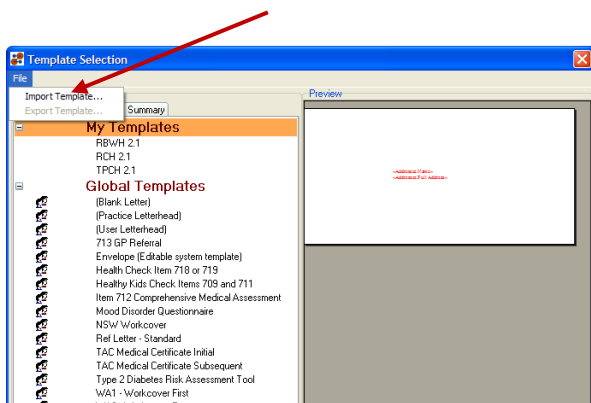 Template Selection
File
Import Template...
Export Template...
Summary
Preview
My Templates
RBWH 2.1
RCH 2.1
TPCH 2.1
Global Templates
(Blank Letter)
(Practice Letterhead)
(User Letterhead)
713 GP Referral
Envelope (Editable system template)
Health Check Item 718 or 719
Healthy Kids Check Items 709 and 711
Item 712 Comprehensive Medical Assessment
Mood Disorder Questionnaire
NSW Workcover
Ref Letter - Standard
TAC Medical Certificate Initial
TAC Medical Certificate Subsequent
Type 2 Diabetes Risk Assessment Tool
WA1 - Workcover First